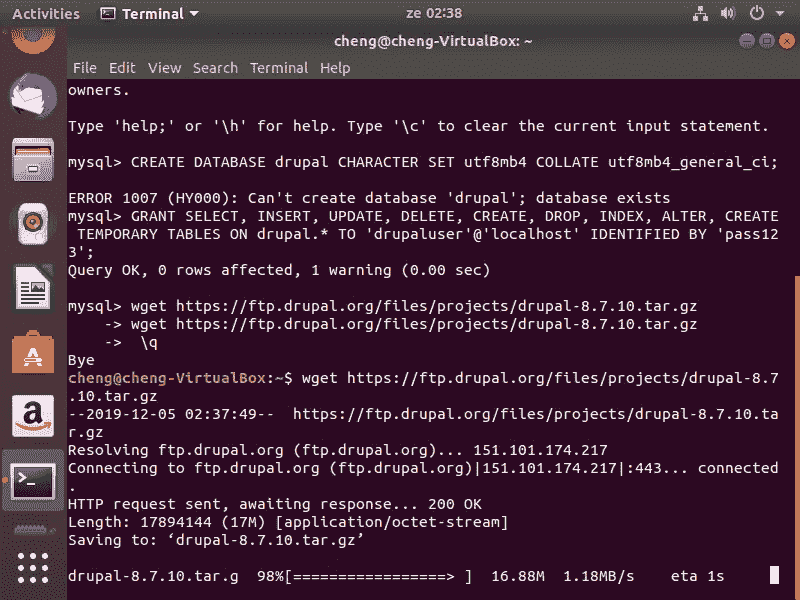 Activities Terminal ze 02:38
cheng@cheng-VirtualBox: ~
File Edit View Search Terminal Help
owners.
Type 'help;' or '\h' for help. Type '\c' to clear the current input statement.
mysql> CREATE DATABASE drupal CHARACTER SET utf8mb4 COLLATE utf8mb4_general_ci;
ERROR 1007 (HY000): Can't create database 'drupal'; database exists
mysql> GRANT SELECT, INSERT, UPDATE, DELETE, CREATE, DROP, INDEX, ALTER, CREATE
 TEMPORARY TABLES ON drupal.* TO 'drupaluser'@'localhost' IDENTIFIED BY 'pass12
3';
Query OK, 0 rows affected, 1 warning (0.00 sec)
mysql> wget https://ftp.drupal.org/files/projects/drupal-8.7.10.tar.gz
    -> wget https://ftp.drupal.org/files/projects/drupal-8.7.10.tar.gz
    ->  \q
Bye
cheng@cheng-VirtualBox:~$ wget https://ftp.drupal.org/files/projects/drupal-8.7
.10.tar.gz
--2019-12-05 02:37:49--  https://ftp.drupal.org/files/projects/drupal-8.7.10.ta
r.gz
Resolving ftp.drupal.org (ftp.drupal.org)... 151.101.174.217
Connecting to ftp.drupal.org (ftp.drupal.org)|151.101.174.217|:443... connected
.
HTTP request sent, awaiting response... 200 OK
Length: 17894144 (17M) [application/octet-stream]
Saving to: ‘drupal-8.7.10.tar.gz’
drupal-8.7.10.tar.g  98%[=================> ]  16.88M  1.18MB/s    eta 1s